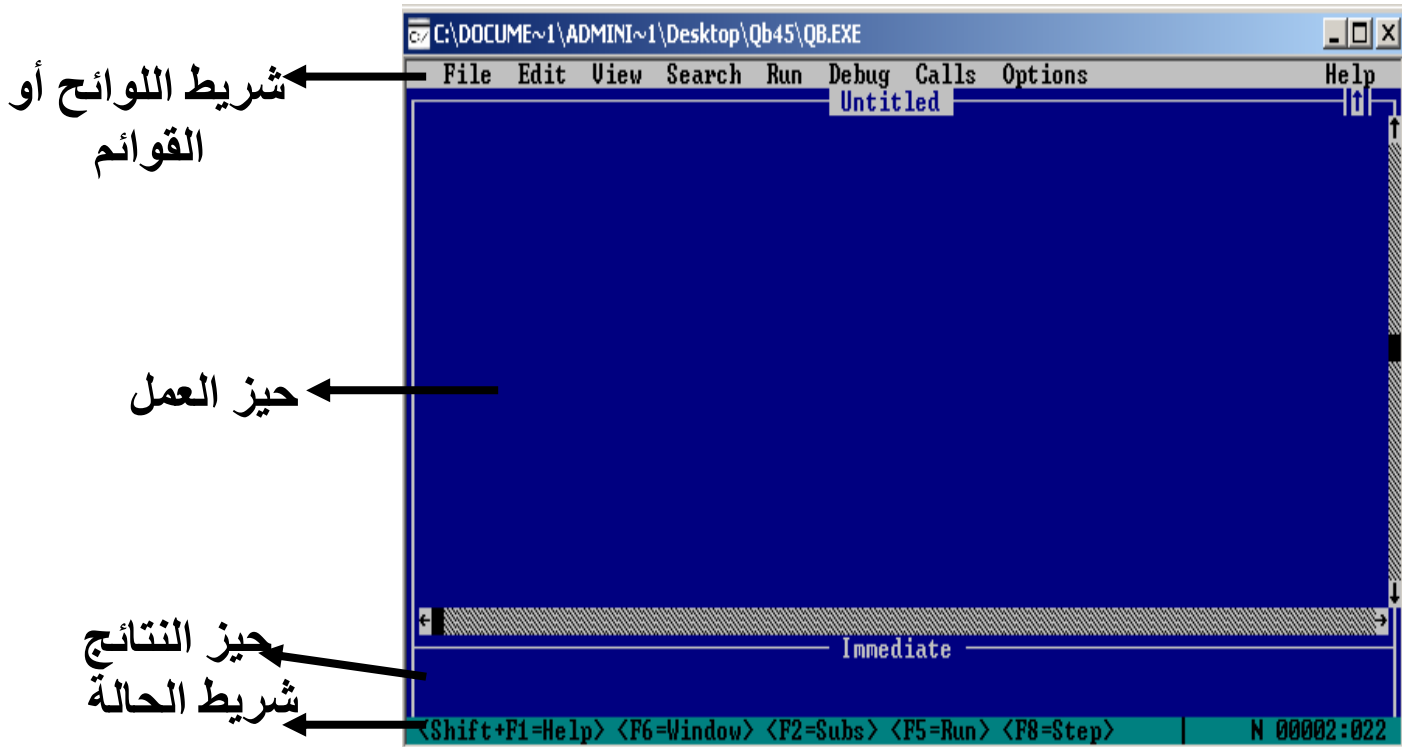 C:\DOCUME~1\ADMINI~1\Desktop\Qb45\QB.EXE
File Edit View Search Run Debug Calls Options Help
Untitled
شريط اللوائح أو
القوائم
حيز العمل
Immediate
حيز النتائج
شريط الحالة
<Shift+F1=Help> <F6=Window> <F2=Subs> <F5=Run> <F8=Step> N 00002:022